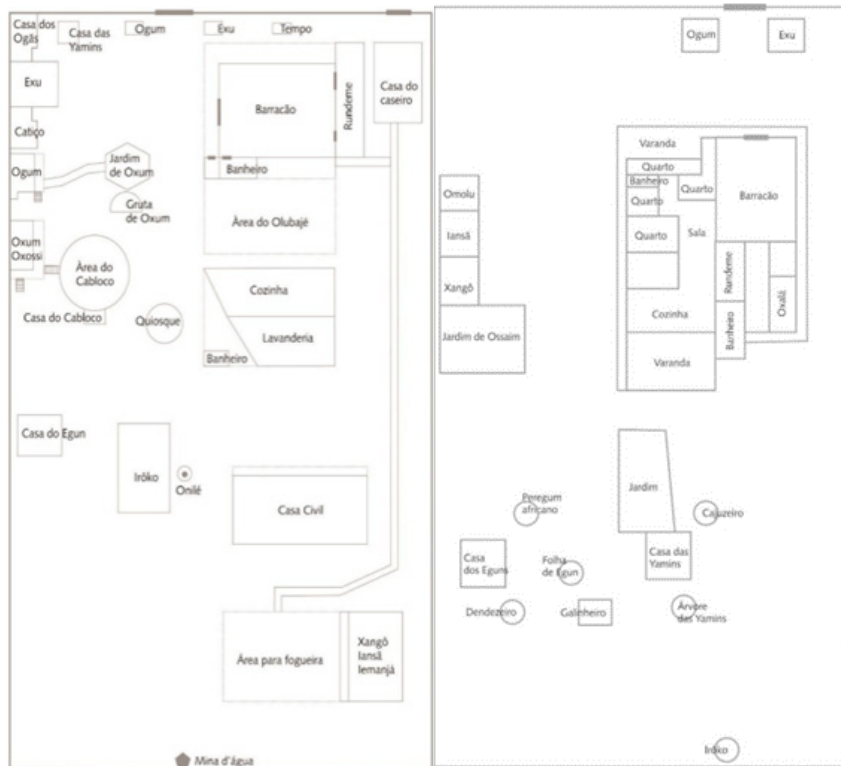 Casa dos
Ogãs
Casa das
Yamins
Ogum
Exu
Tempo
Exu
Barracão
Rundeme
Casa do
caseiro
Catiço
Jardim
de Oxum
Ogum
Banheiro
Gruta
de Oxum
Área do Olubajé
Oxum
Oxossi
Área do
Cabloco
Cozinha
Casa do Cabloco
Quiosque
Lavanderia
Banheiro
Casa do Egun
Irôko
Onilé
Casa Civil
Área para fogueira
Xangô
Iansã
Iemanjá
Mina d'água
Ogum
Exu
Varanda
Quarto
Banheiro
Quarto
Quarto
Barracão
Omolu
Iansã
Quarto
Sala
Xangô
Rundeme
Oxalá
Cozinha
Jardim de Ossaim
Banheiro
Varanda
Jardim
Peregum
africano
Cajuzeiro
Casa
dos Eguns
Folha
de Egun
Casa das
Yamins
Dendezeiro
Galinheiro
Árvore
das Yamins
Irôko